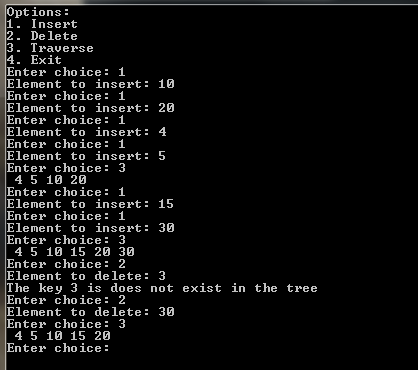 Options:
1. Insert
2. Delete
3. Traverse
4. Exit
Enter choice: 1
Element to insert: 10
Enter choice: 1
Element to insert: 20
Enter choice: 1
Element to insert: 4
Enter choice: 1
Element to insert: 5
Enter choice: 3
4 5 10 20
Enter choice: 1
Element to insert: 15
Enter choice: 1
Element to insert: 30
Enter choice: 3
4 5 10 15 20 30
Enter choice: 2
Element to delete: 3
The key 3 is does not exist in the tree
Enter choice: 2
Element to delete: 30
Enter choice: 3
4 5 10 15 20
Enter choice: